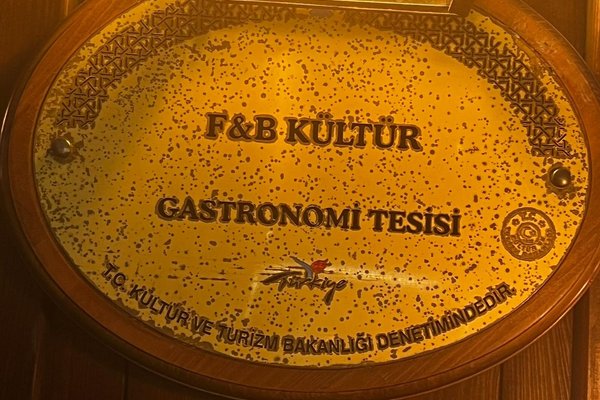 F&B KÜLTÜR
GASTRONOMİ TESİSİ
Türkiye
T.C. KÜLTÜR VE TURİZM BAKANLIĞI DENETİMİNDEDİR.